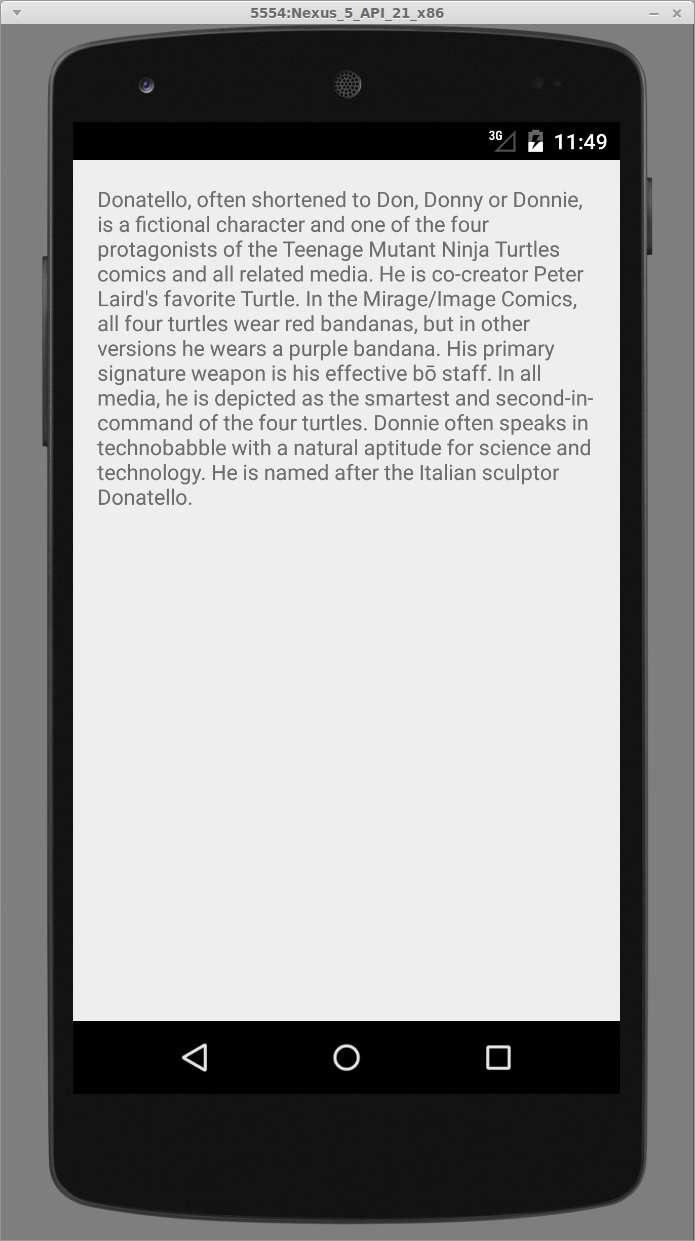 5554:Nexus_5_API_21_x86
3G 11:49
Donatello, often shortened to Don, Donny or Donnie,
is a fictional character and one of the four
protagonists of the Teenage Mutant Ninja Turtles
comics and all related media. He is co-creator Peter
Laird's favorite Turtle. In the Mirage/Image Comics,
all four turtles wear red bandanas, but in other
versions he wears a purple bandana. His primary
signature weapon is his effective bō staff. In all
media, he is depicted as the smartest and second-in-
command of the four turtles. Donnie often speaks in
technobabble with a natural aptitude for science and
technology. He is named after the Italian sculptor
Donatello.